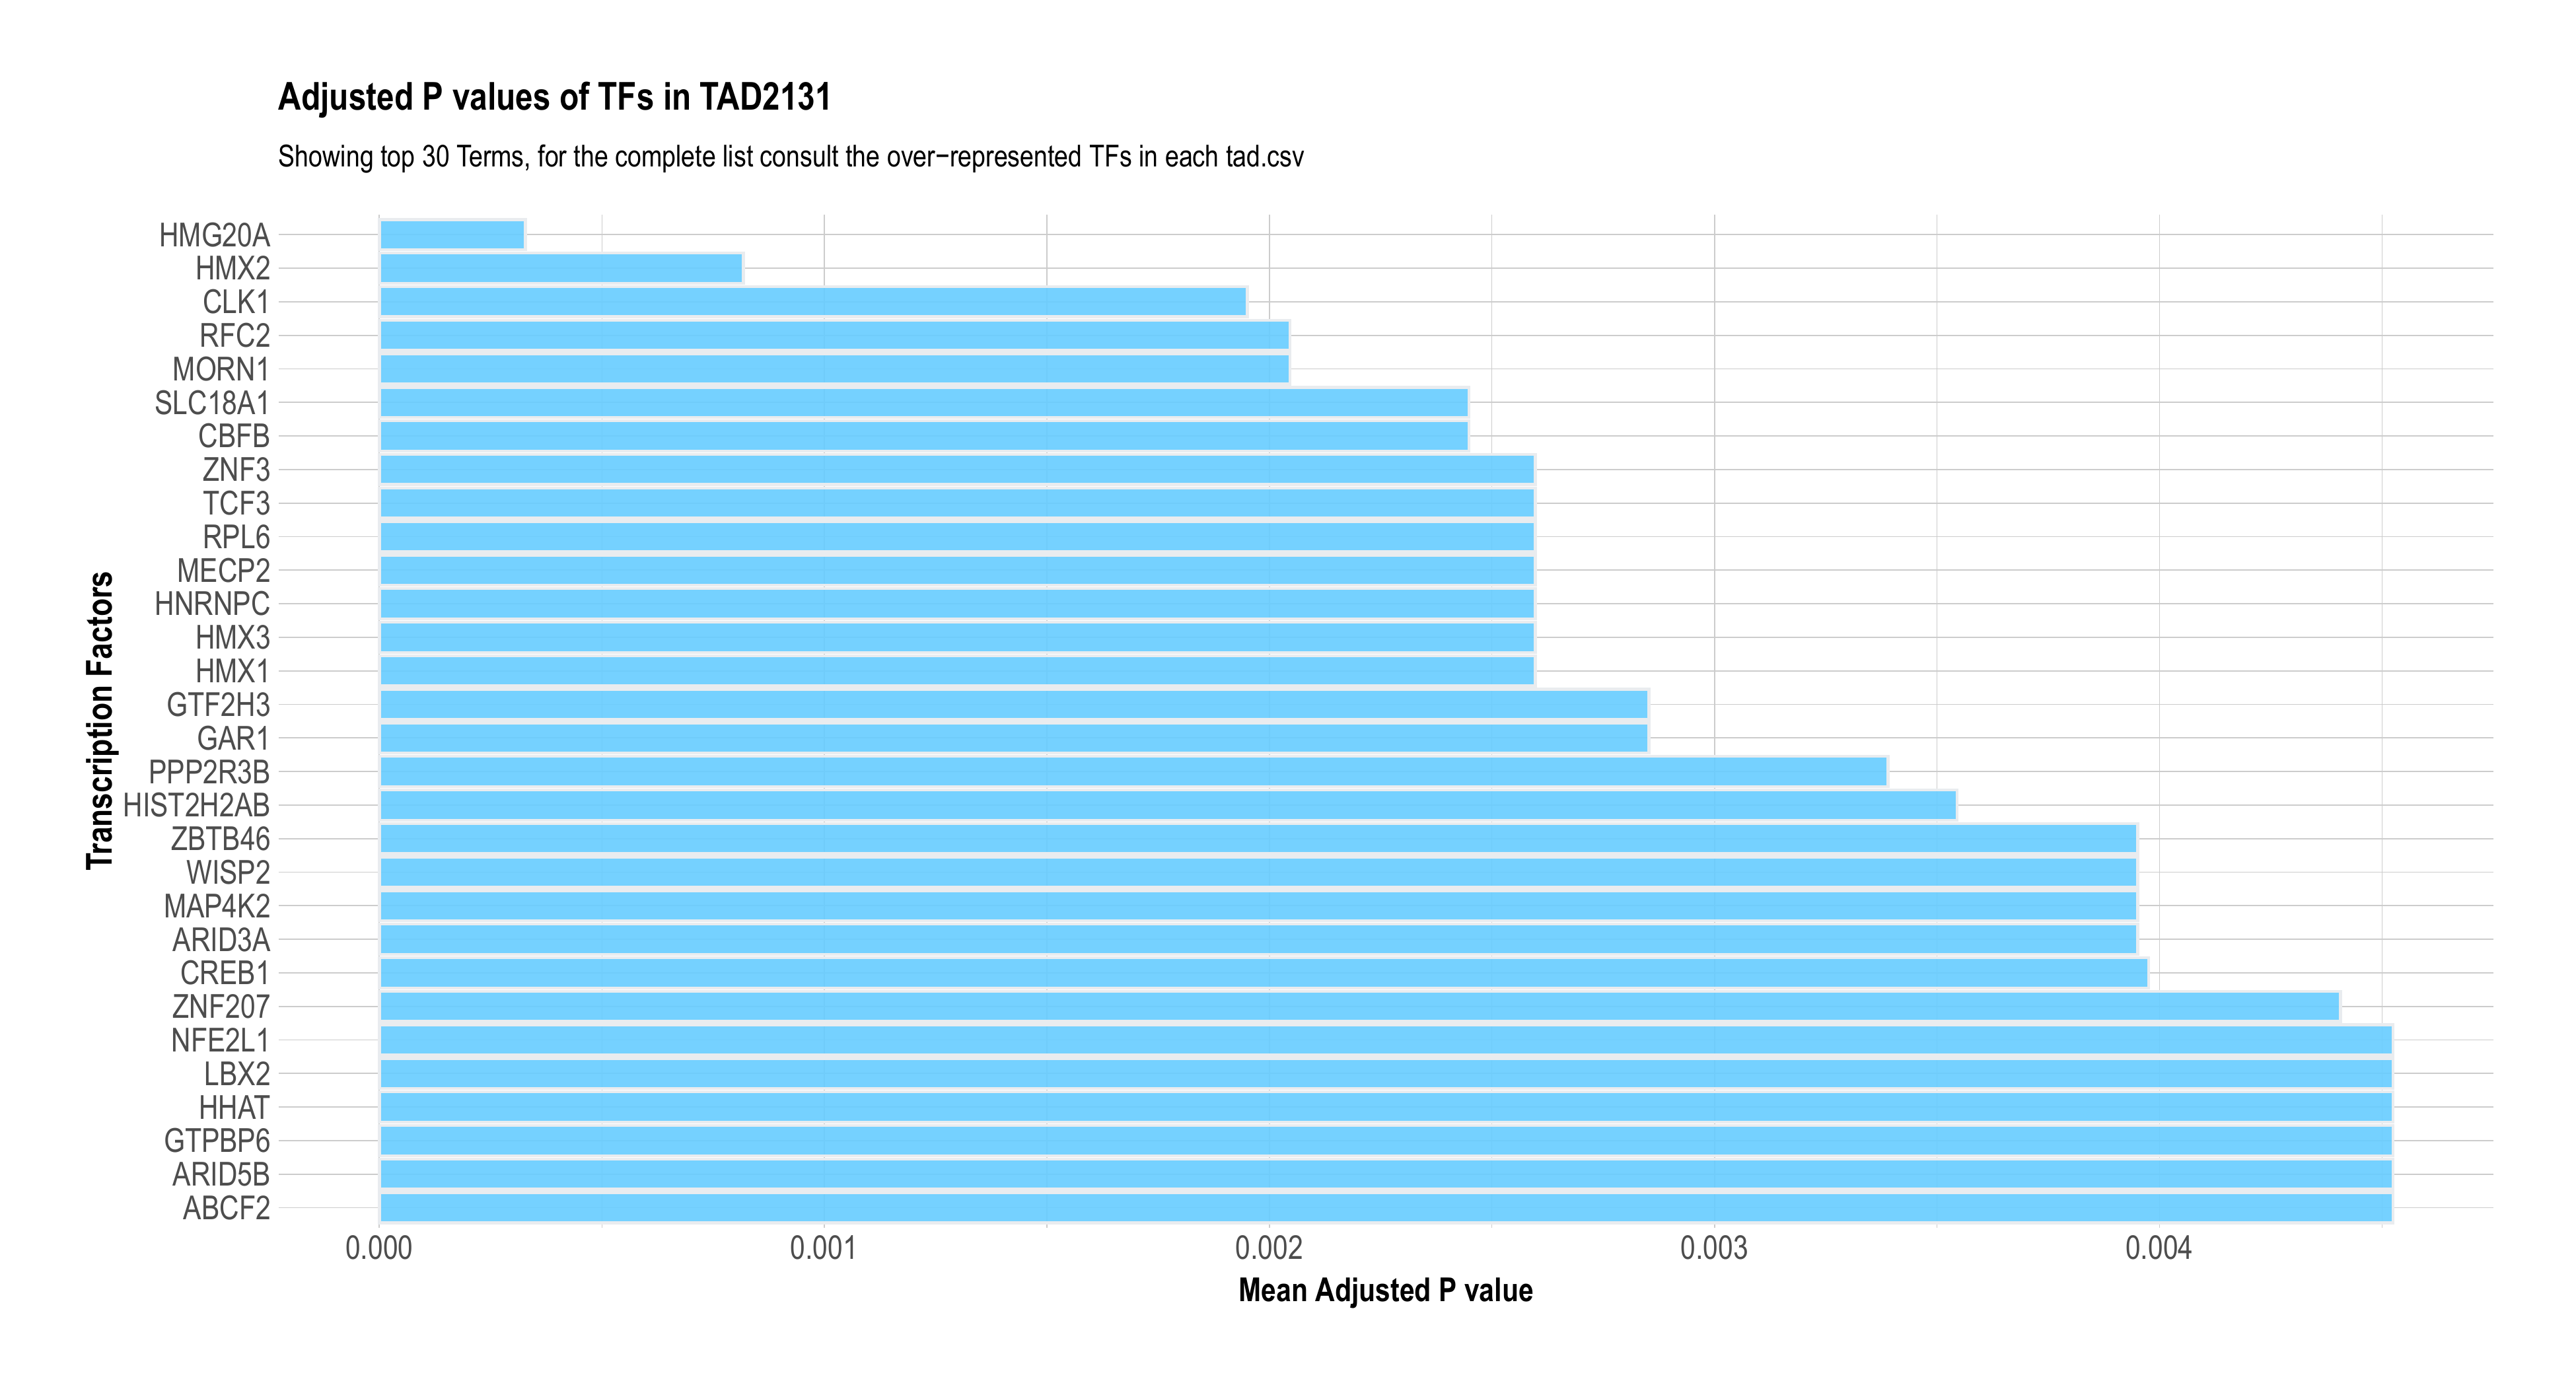 Adjusted P values of TFs in TAD2131
Showing top 30 Terms, for the complete list consult the over−represented TFs in each tad.csv
Transcription Factors
HMG20A
HMX2
CLK1
RFC2
MORN1
SLC18A1
CBFB
ZNF3
TCF3
RPL6
MECP2
HNRNPC
HMX3
HMX1
GTF2H3
GAR1
PPP2R3B
HIST2H2AB
ZBTB46
WISP2
MAP4K2
ARID3A
CREB1
ZNF207
NFE2L1
LBX2
HHAT
GTPBP6
ARID5B
ABCF2
0.000 0.001 0.002 0.003 0.004
Mean Adjusted P value